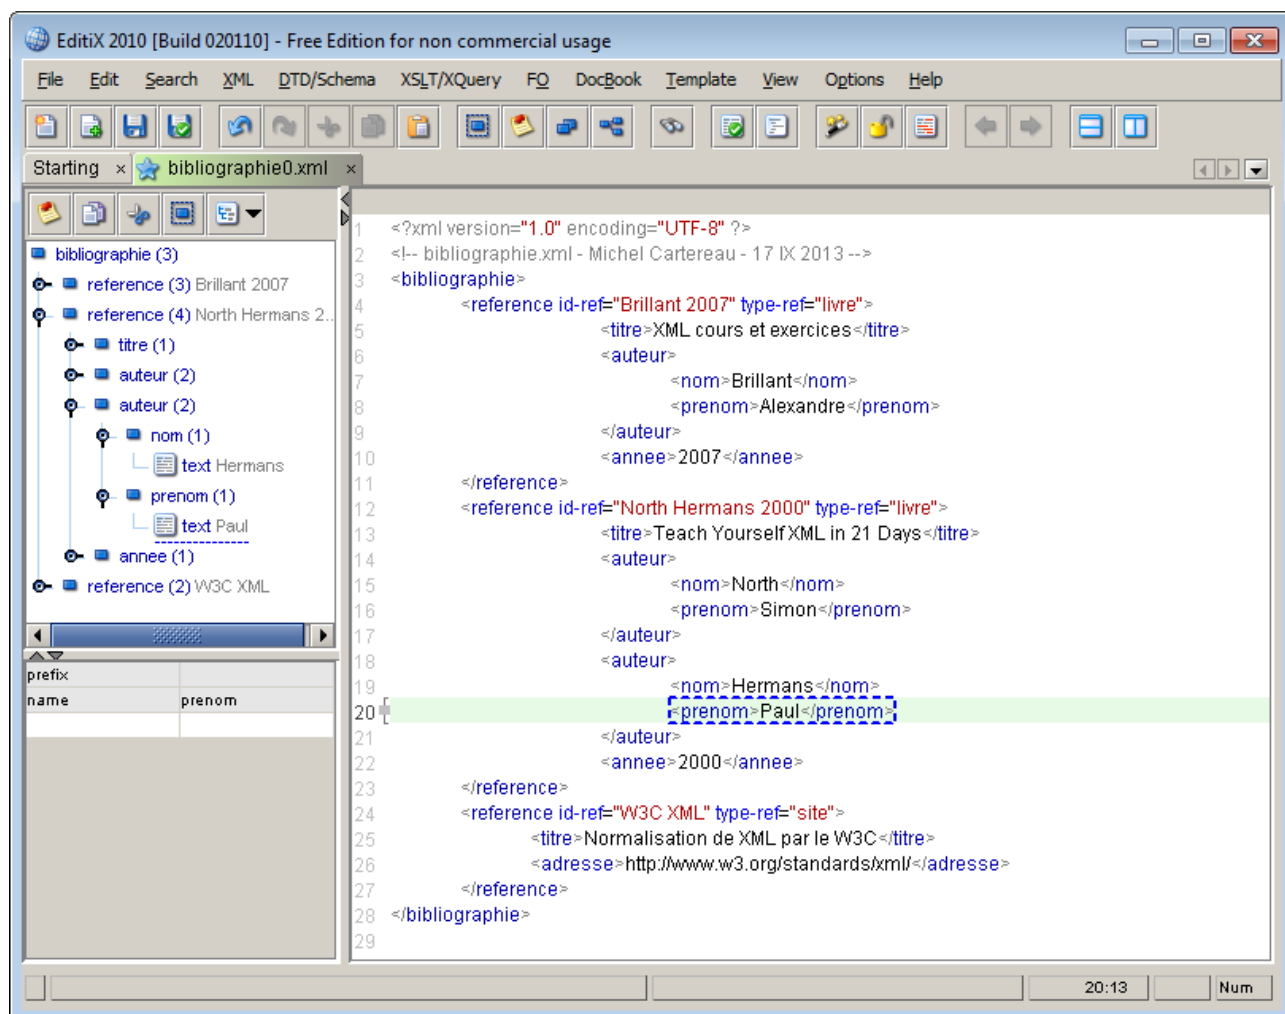 EditiX 2010 [Build 020110] - Free Edition for non commercial usage
File Edit Search XML DTD/Schema XSLT/XQuery FO DocBook Template View Options Help
Starting × bibliographie0.xml ×
bibliographie (3)
reference (3) Brillant 2007
reference (4) North Hermans 2...
titre (1)
auteur (2)
auteur (2)
nom (1)
text Hermans
prenom (1)
text Paul
annee (1)
reference (2) W3C XML
prefix
name prenom
1 <?xml version="1.0" encoding="UTF-8" ?>
2 <!-- bibliographie.xml - Michel Cartereau - 17 IX 2013 -->
3 <bibliographie>
4 <reference id-ref="Brillant 2007" type-ref="livre">
5 <titre>XML cours et exercices</titre>
6 <auteur>
7 <nom>Brillant</nom>
8 <prenom>Alexandre</prenom>
9 </auteur>
10 <annee>2007</annee>
11 </reference>
12 <reference id-ref="North Hermans 2000" type-ref="livre">
13 <titre>Teach Yourself XML in 21 Days</titre>
14 <auteur>
15 <nom>North</nom>
16 <prenom>Simon</prenom>
17 </auteur>
18 <auteur>
19 <nom>Hermans</nom>
20 <prenom>Paul</prenom>
21 </auteur>
22 <annee>2000</annee>
23 </reference>
24 <reference id-ref="W3C XML" type-ref="site">
25 <titre>Normalisation de XML par le W3C</titre>
26 <adresse>http://www.w3.org/standards/xml/</adresse>
27 </reference>
28 </bibliographie>
29
20:13 Num